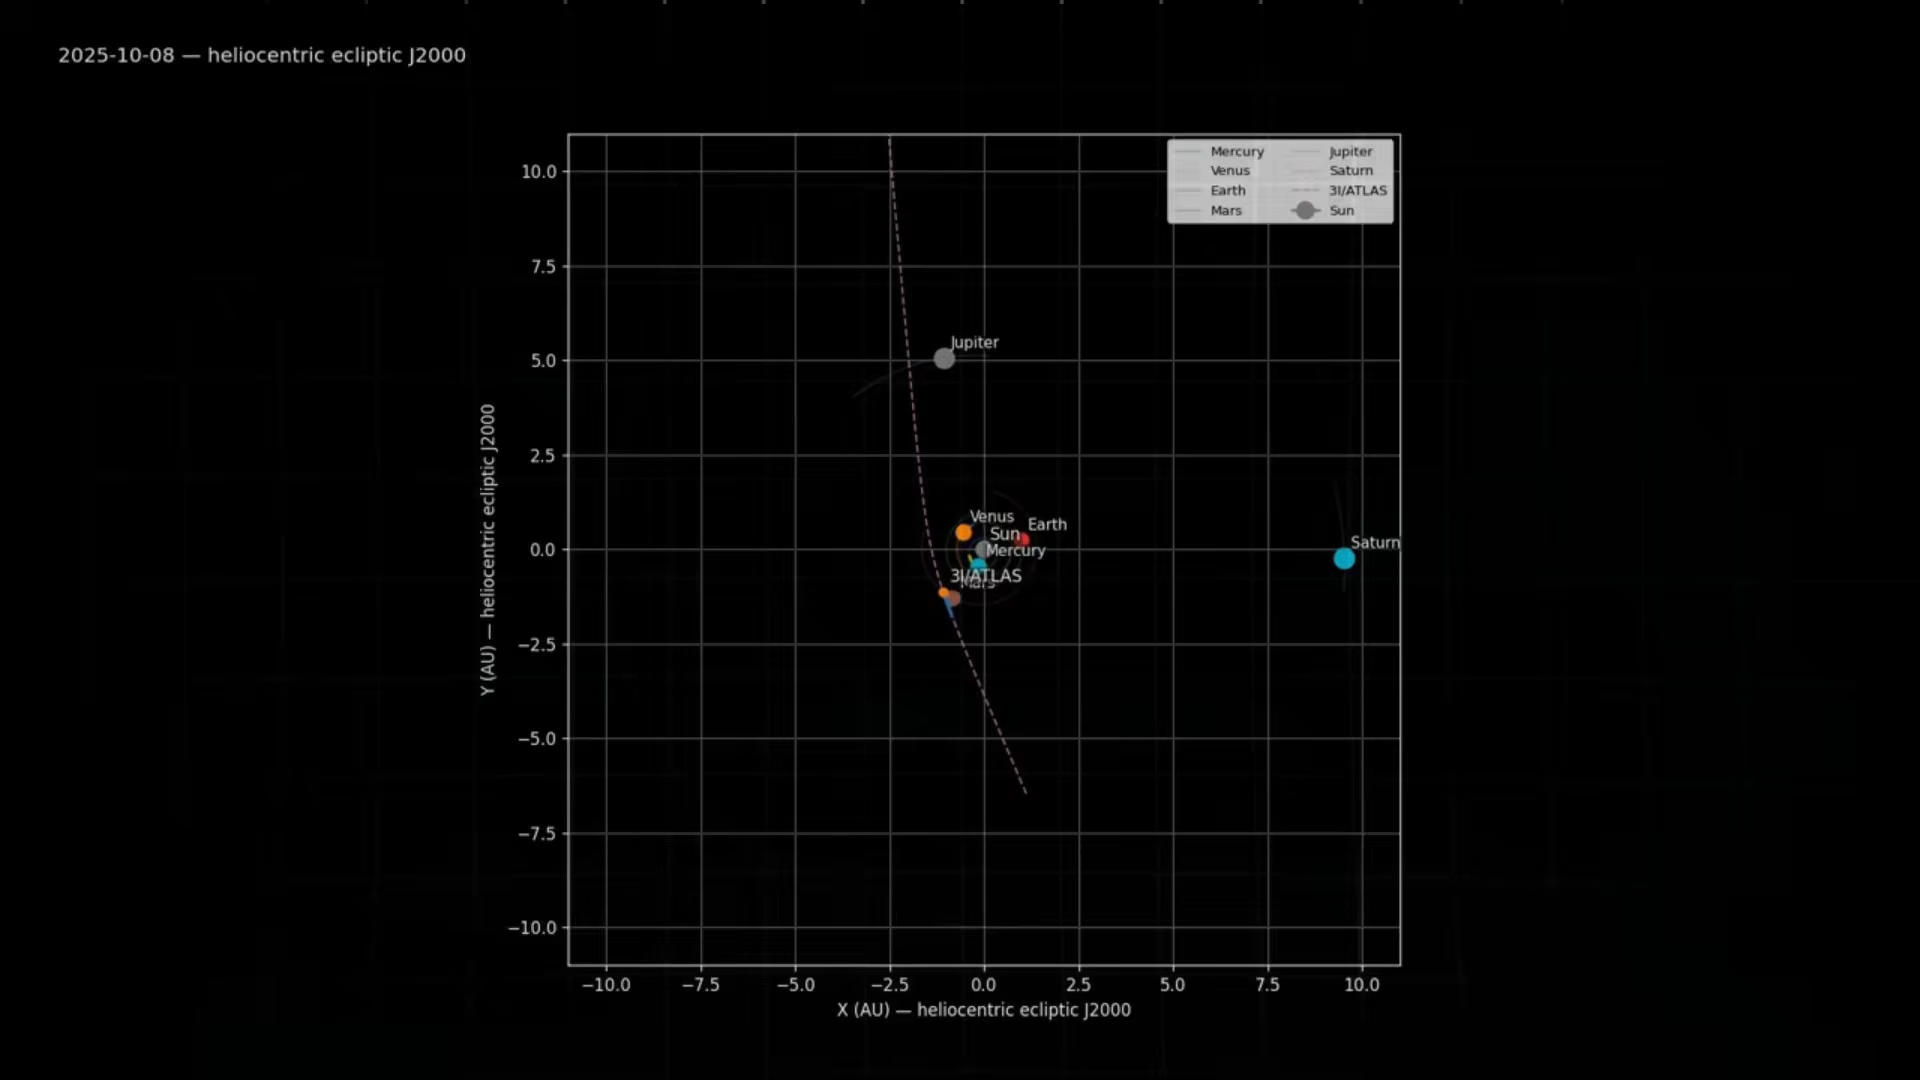 2025-10-08 — heliocentric ecliptic J2000
Mercury
Venus
Earth
Mars
Jupiter
Saturn
3I/ATLAS
Sun
10.0
7.5
5.0
2.5
0.0
−2.5
−5.0
−7.5
−10.0
Y (AU) — heliocentric ecliptic J2000
Jupiter
Venus
Sun
Earth
Mercury
3I/ATLAS
Mars
Saturn
−10.0 −7.5 −5.0 −2.5 0.0 2.5 5.0 7.5 10.0
X (AU) — heliocentric ecliptic J2000